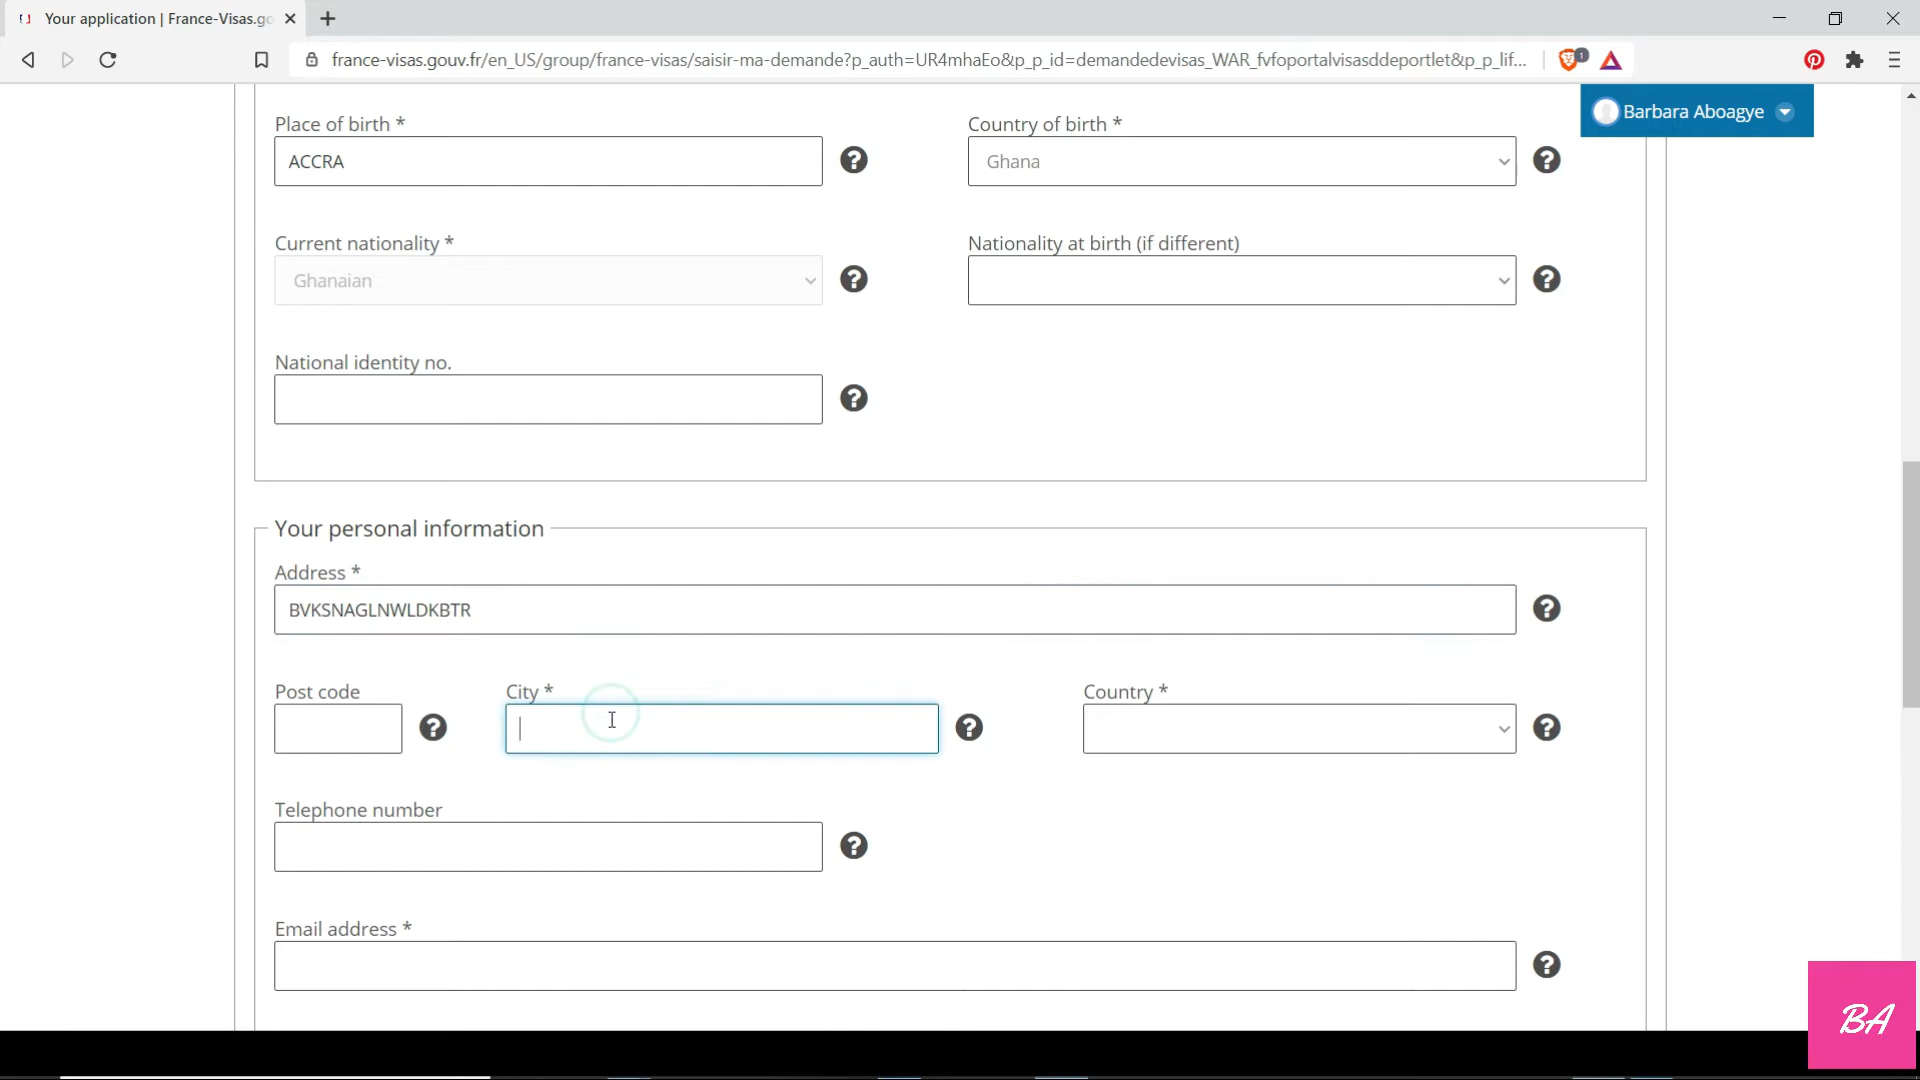 Your application | France-Visas.go
france-visas.gouv.fr/en_US/group/france-visas/saisir-ma-demande?p_auth=UR4mhaEo&p_p_id=demandedevisas_WAR_fvfoportalvisasddeportlet&p_p_lif...
1
Barbara Aboagye
Place of birth *
Country of birth *
ACCRA
Ghana
Current nationality *
Nationality at birth (if different)
Ghanaian
National identity no.
Your personal information
Address *
BVKSNAGLNWLDKBTR
Post code
City *
Country *
Telephone number
Email address *
BA